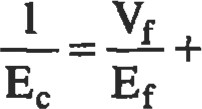 1/E_c = V_f/E_f +